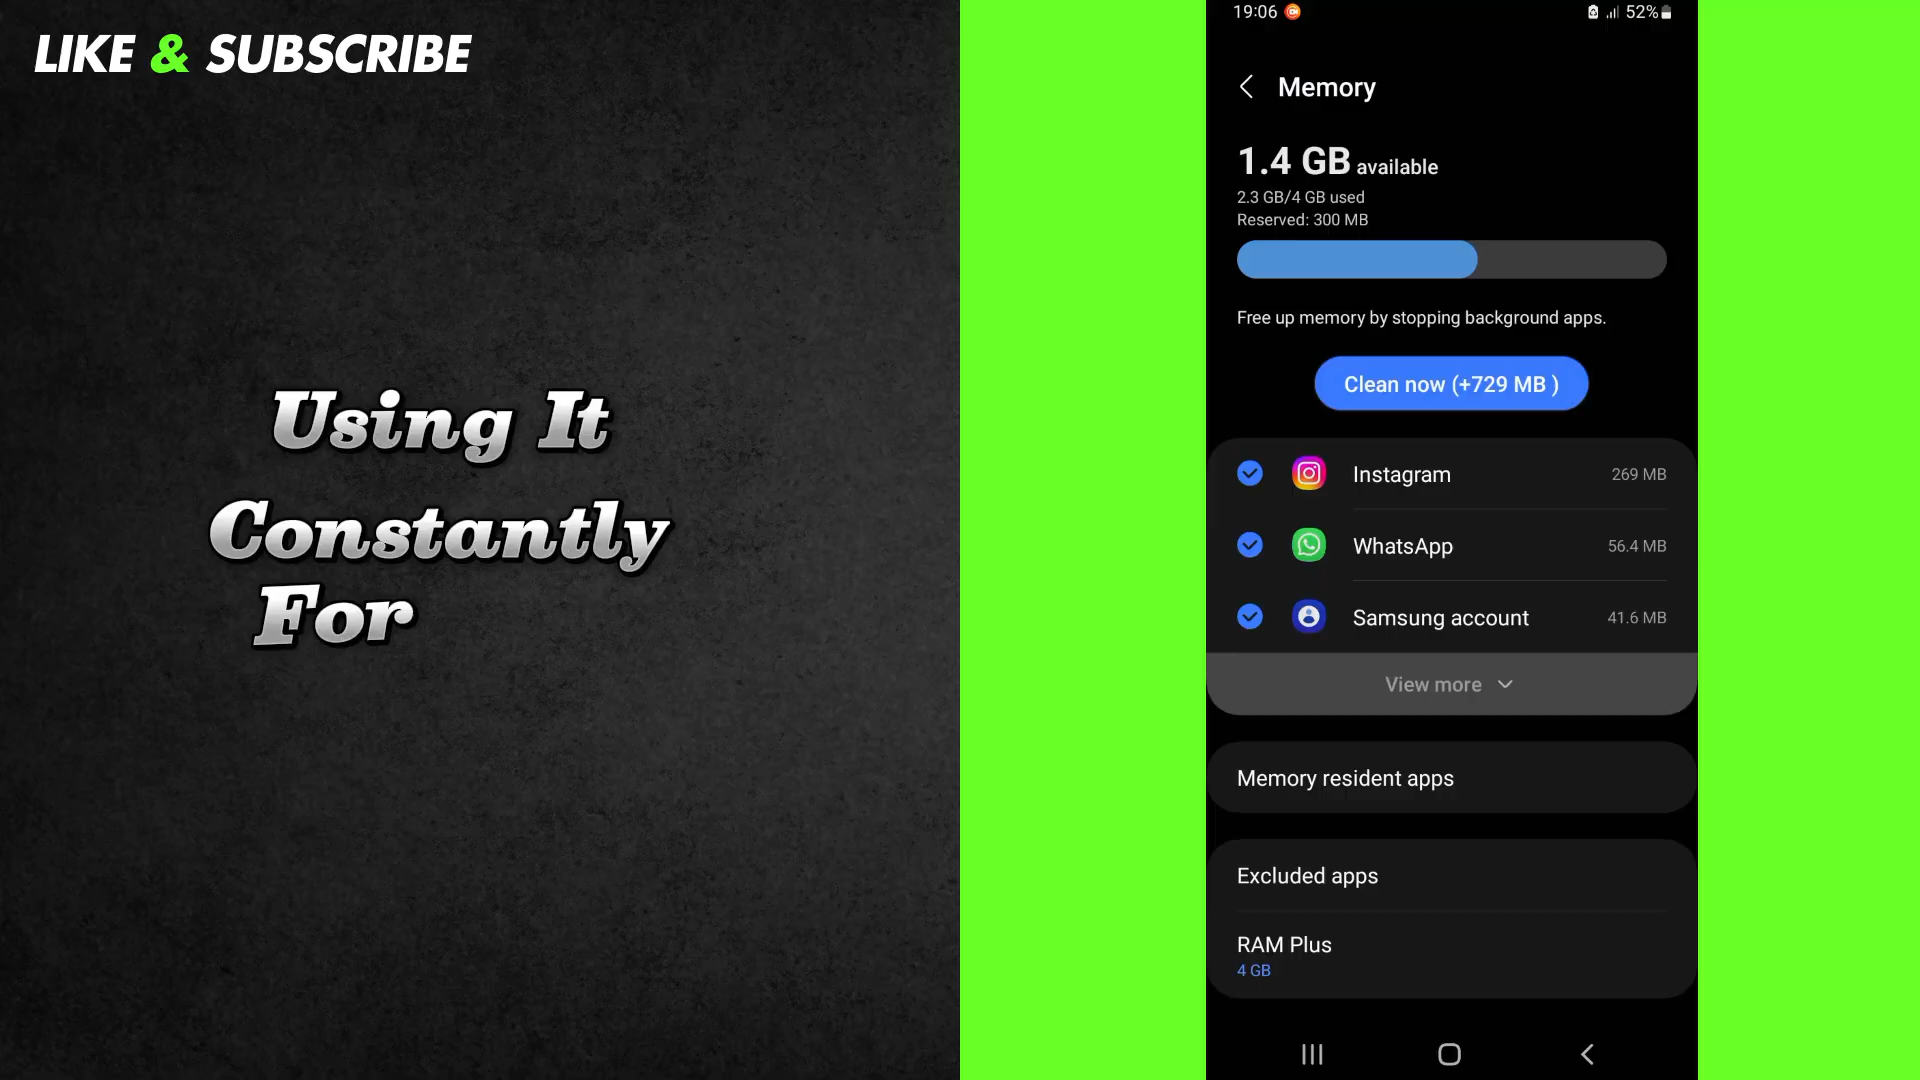 LIKE & SUBSCRIBE
Using It
Constantly
For
19:06
52%
Memory
1.4 GB available
2.3 GB/4 GB used
Reserved: 300 MB
Free up memory by stopping background apps.
Clean now (+729 MB )
Instagram 269 MB
WhatsApp 56.4 MB
Samsung account 41.6 MB
View more
Memory resident apps
Excluded apps
RAM Plus
4 GB